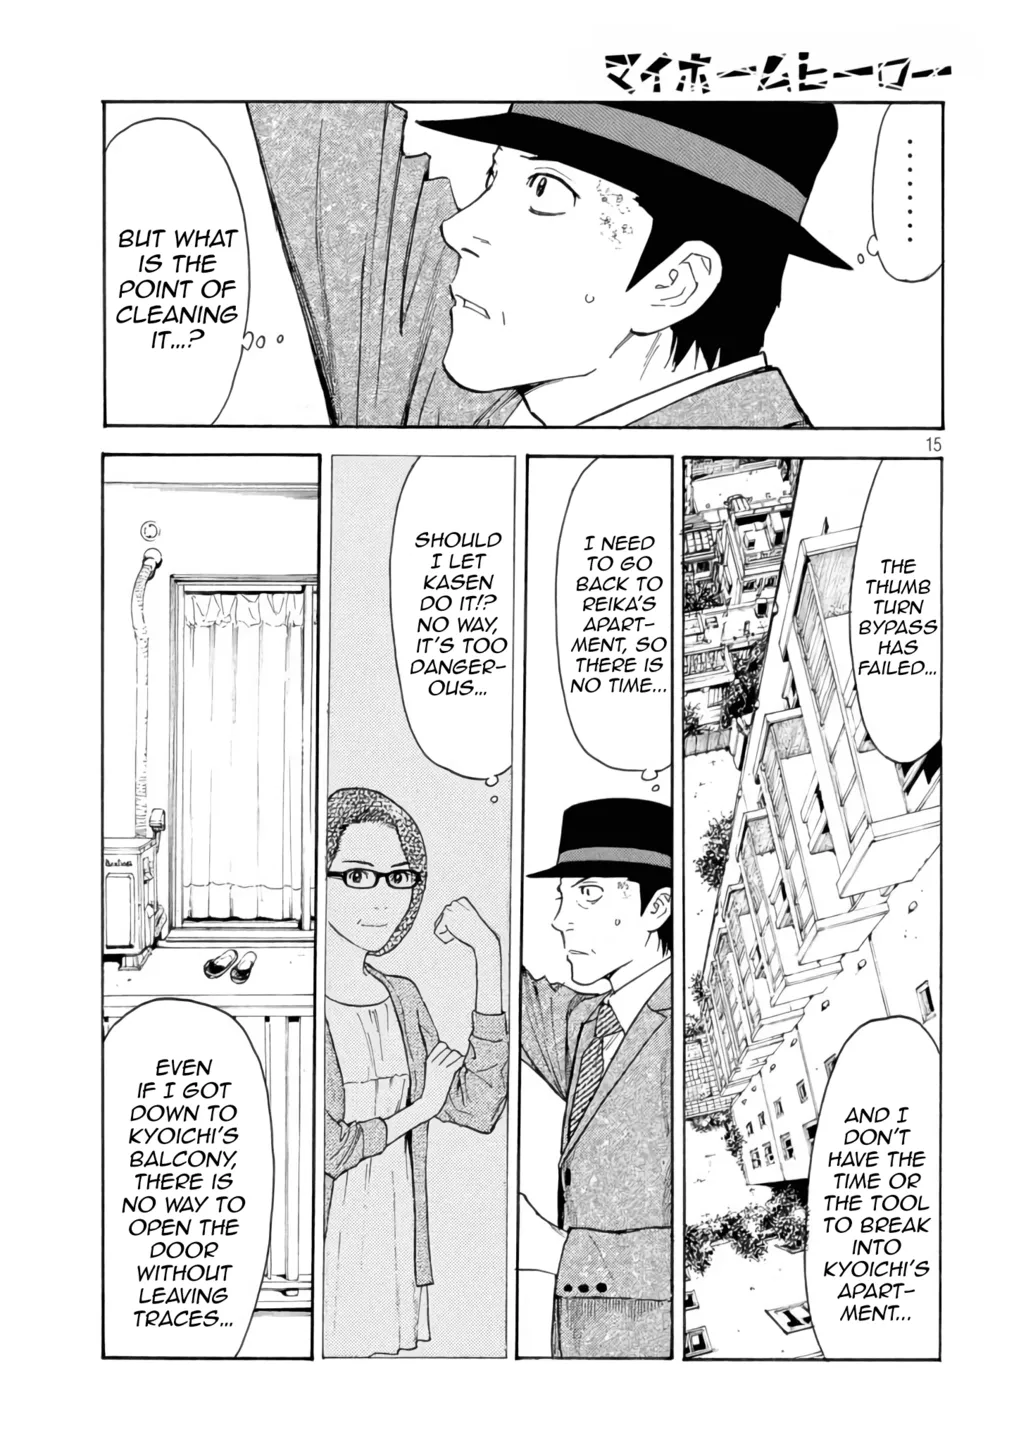 マイホームヒーロー
.........
BUT WHAT
IS THE
POINT OF
CLEANING
IT...?
15
THE
THUMB
TURN
BYPASS
HAS
FAILED...
AND I
DON'T
HAVE THE
TIME OR
THE TOOL
TO BREAK
INTO
KYOICHI'S
APART-
MENT...
I NEED
TO GO
BACK TO
REIKA'S
APART-
MENT, SO
THERE IS
NO TIME...
SHOULD
I LET
KASEN
DO IT!?
NO WAY,
IT'S TOO
DANGER-
OUS...
EVEN
IF I GOT
DOWN TO
KYOICHI'S
BALCONY,
THERE IS
NO WAY TO
OPEN THE
DOOR
WITHOUT
LEAVING
TRACES...